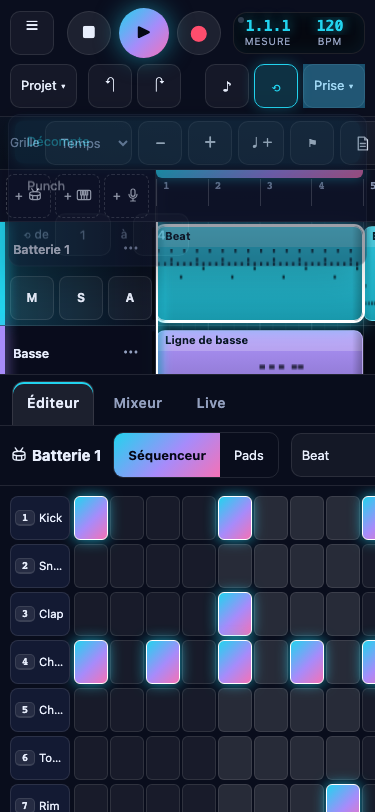 1.1.1 120
MESURE BPM
Projet ▾
Prise ▾
Grille
Décompte
Temps
Punch
1 2 3 4 5
de 1 à
Batterie 1 •••
Beat
M S A
Basse •••
Ligne de basse
Éditeur Mixeur Live
Batterie 1 Séquenceur Pads Beat
1 Kick
2 Sn...
3 Clap
4 Ch...
5 Ch...
6 To...
7 Rim